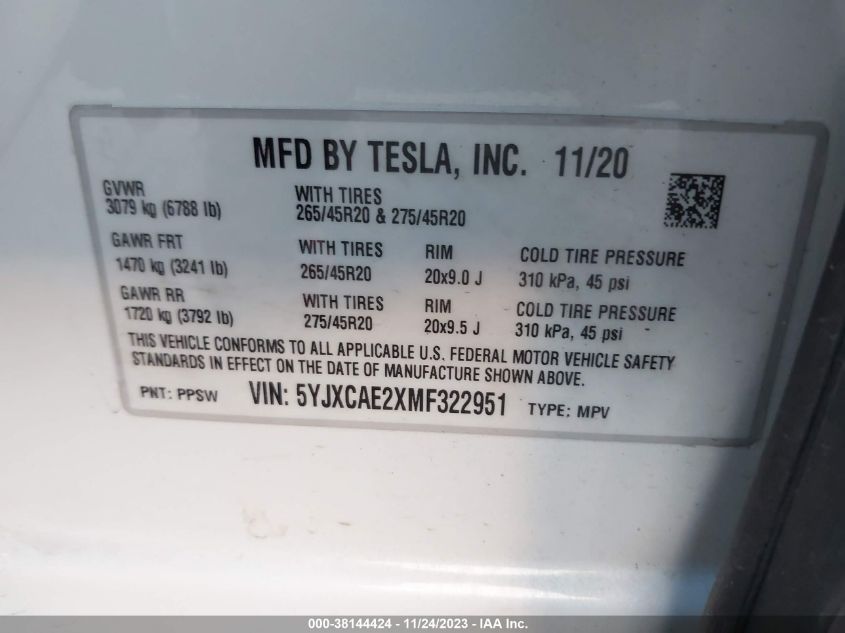 MFD BY TESLA, INC. 11/20
GVWR
3079 kg (6788 lb)
WITH TIRES
265/45R20 & 275/45R20
GAWR FRT
1470 kg (3241 lb)
WITH TIRES
265/45R20
RIM
20x9.0 J
COLD TIRE PRESSURE
310 kPa, 45 psi
GAWR RR
1720 kg (3792 lb)
WITH TIRES
275/45R20
RIM
20x9.5 J
COLD TIRE PRESSURE
310 kPa, 45 psi
THIS VEHICLE CONFORMS TO ALL APPLICABLE U.S. FEDERAL MOTOR VEHICLE SAFETY
STANDARDS IN EFFECT ON THE DATE OF MANUFACTURE SHOWN ABOVE.
PNT: PPSW VIN: 5YJXCAE2XMF322951 TYPE: MPV
000-38144424 - 11/24/2023 - IAA Inc.